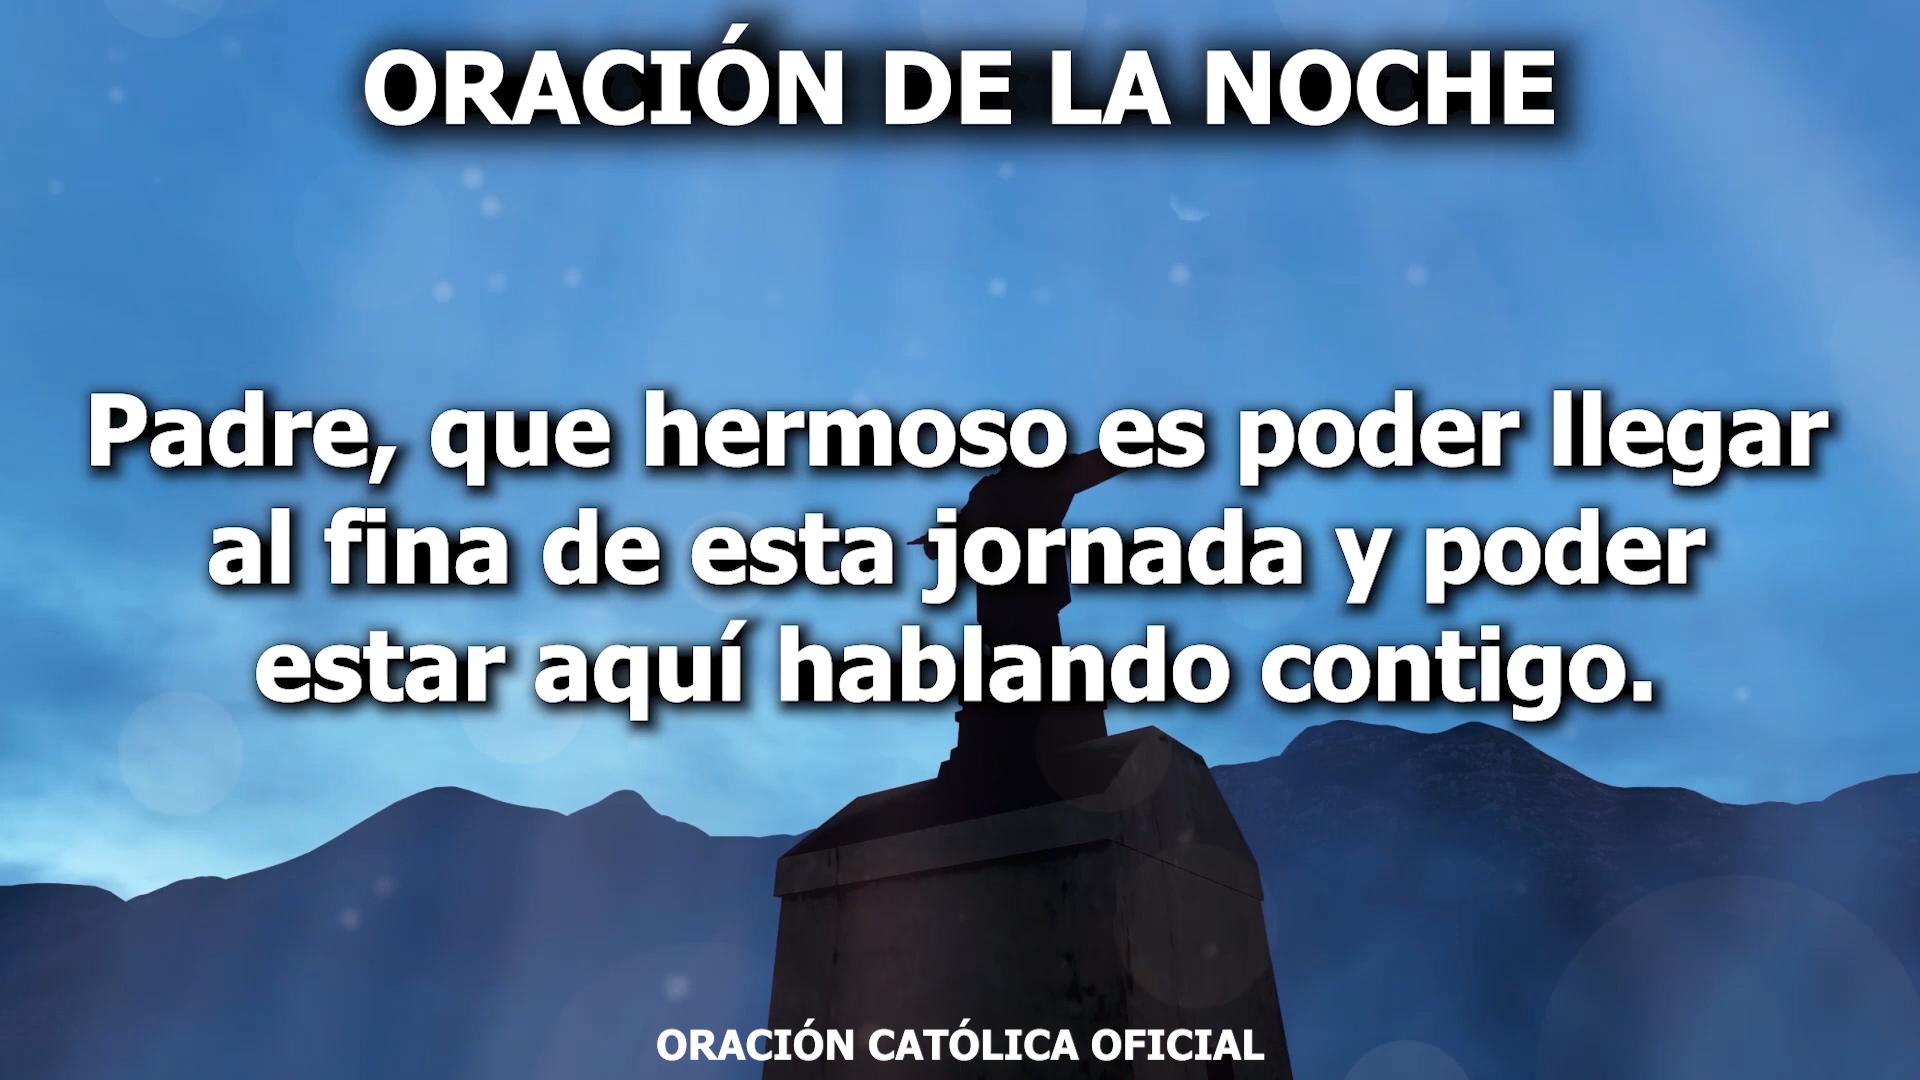 ORACIÓN DE LA NOCHE
Padre, que hermoso es poder llegar
al fina de esta jornada y poder
estar aquí hablando contigo.
ORACIÓN CATÓLICA OFICIAL